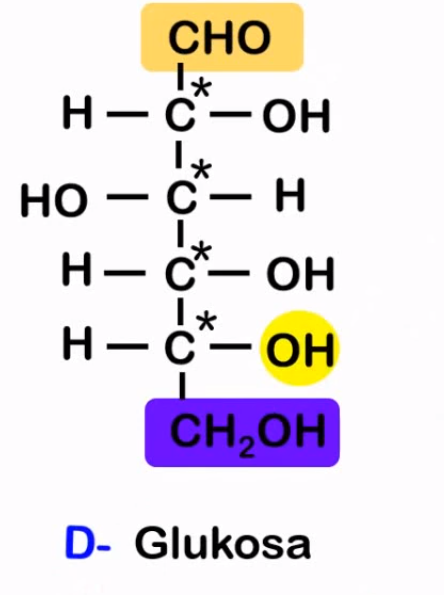 CHO
H — C* — OH
HO — C* — H
H — C* — OH
H — C* — OH
CH₂OH
D- Glukosa